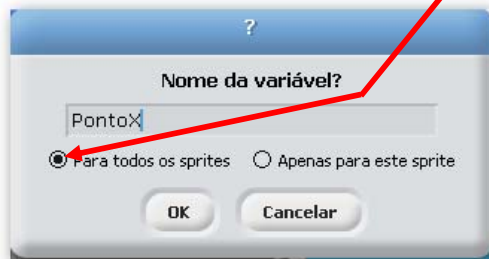 ?
Nome da variável?
PontoX
Para todos os sprites Apenas para este sprite
OK Cancelar